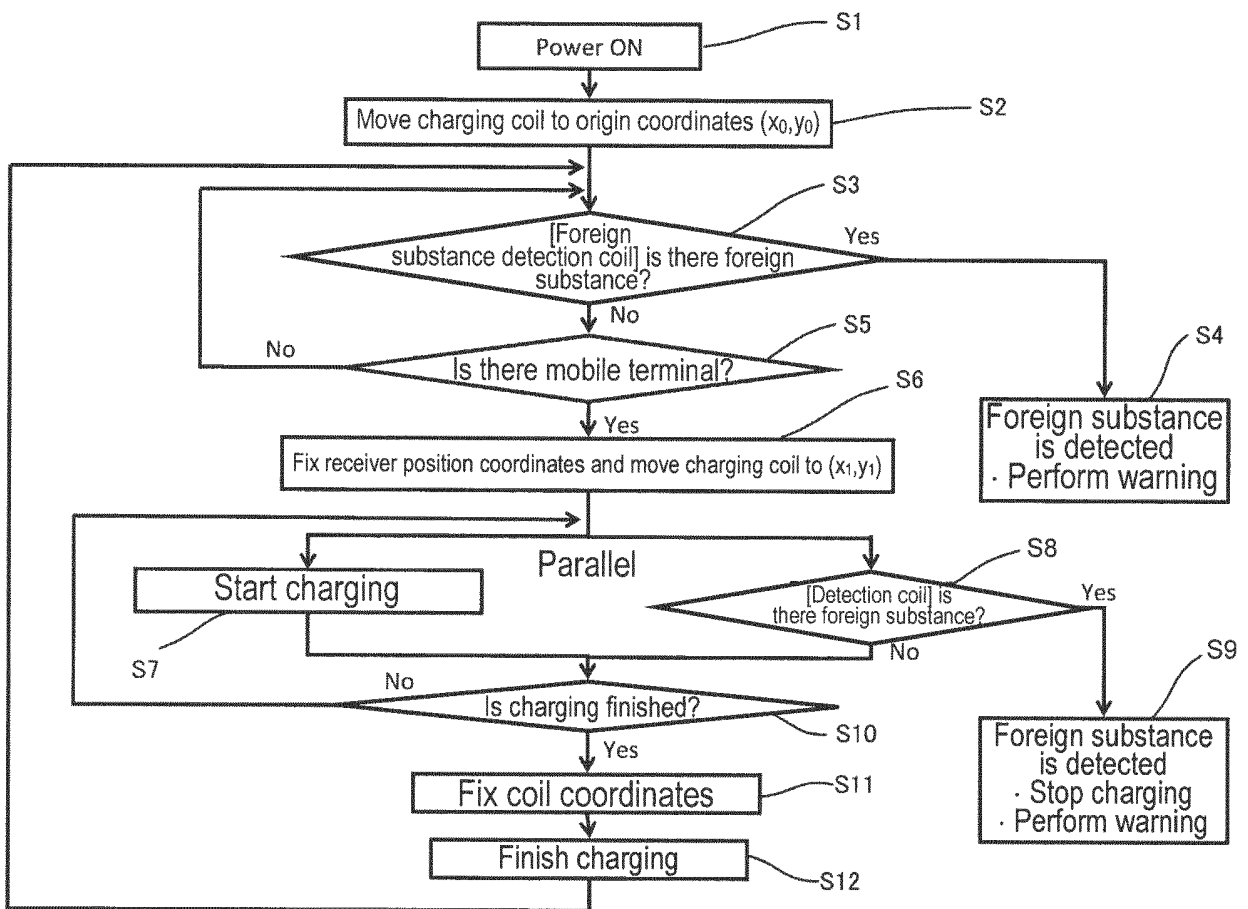 S1
Power ON
S2
Move charging coil to origin coordinates (x₀,y₀)
S3
[Foreign
substance detection coil] is there foreign
substance?
Yes
No
S5
S4
No
Is there mobile terminal?
S6
Yes
Foreign substance
is detected
· Perform warning
Fix receiver position coordinates and move charging coil to (x₁,y₁)
Parallel
S8
Start charging
[Detection coil] is
there foreign substance?
Yes
S7
No
S9
No
Is charging finished?
S10
Yes
Foreign substance
is detected
· Stop charging
· Perform warning
S11
Fix coil coordinates
Finish charging
S12